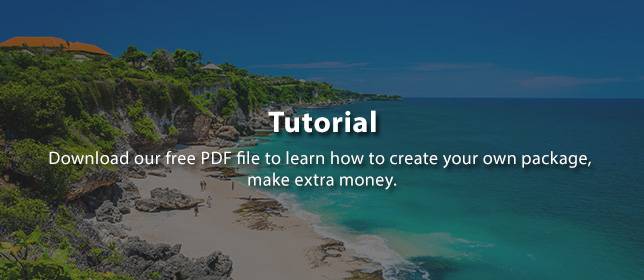 Tutorial
Download our free PDF file to learn how to create your own package,
make extra money.